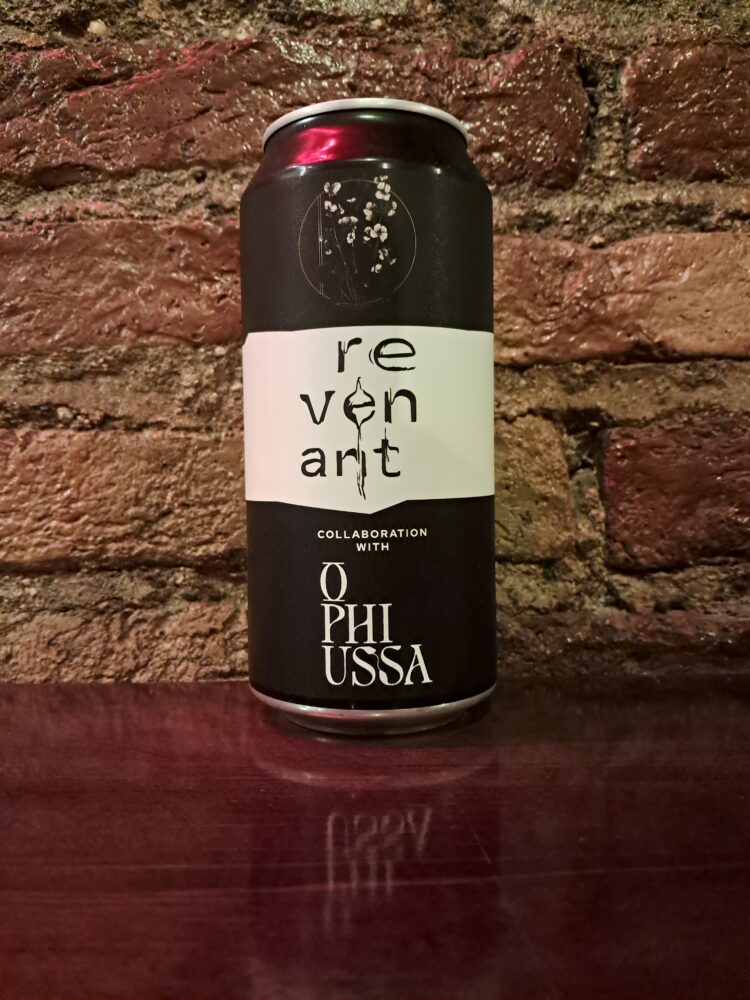 re
ven
ant
COLLABORATION
WITH
Ō
PHI
USSA